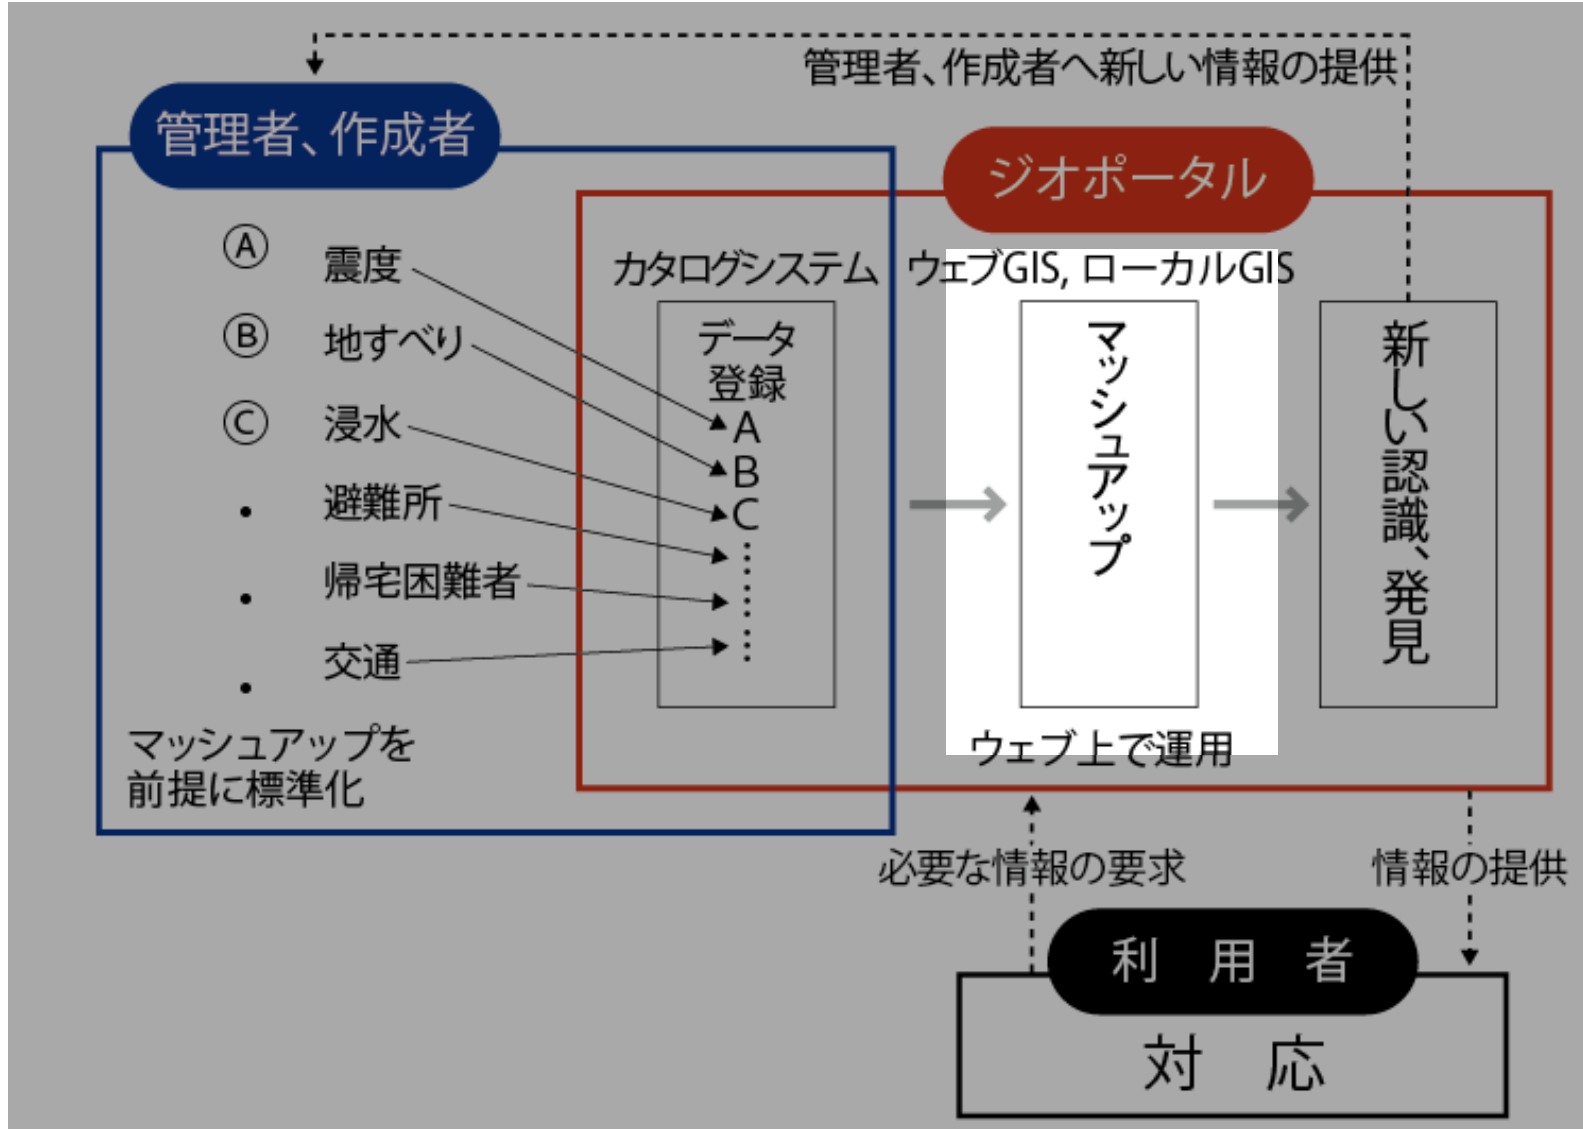 管理者、作成者へ新しい情報の提供
管理者、作成者
ジオポータル
Ⓐ 震度
Ⓑ 地すべり
Ⓒ 浸水
・ 避難所
・ 帰宅困難者
・ 交通
マッシュアップを
前提に標準化
カタログシステム
データ
登録
A
B
C
ウェブGIS, ローカルGIS
マッシュアップ
ウェブ上で運用
新しい認識、発見
必要な情報の要求
情報の提供
利 用 者
対 応